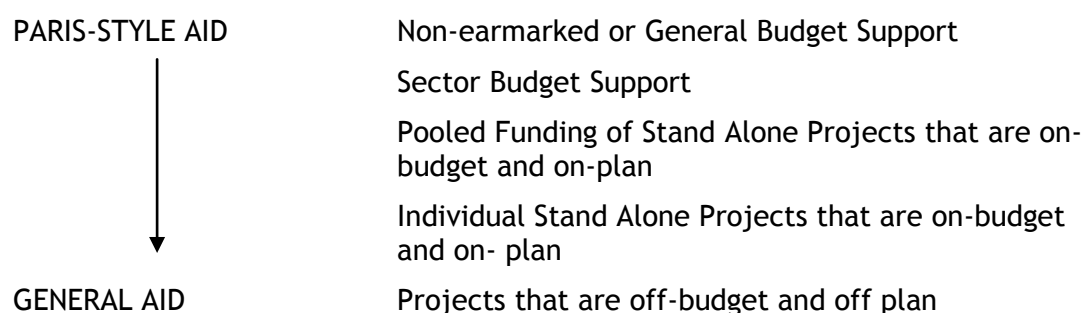 PARIS-STYLE AID Non-earmarked or General Budget Support
Sector Budget Support
Pooled Funding of Stand Alone Projects that are on-
budget and on-plan
Individual Stand Alone Projects that are on-budget
and on- plan
GENERAL AID Projects that are off-budget and off plan